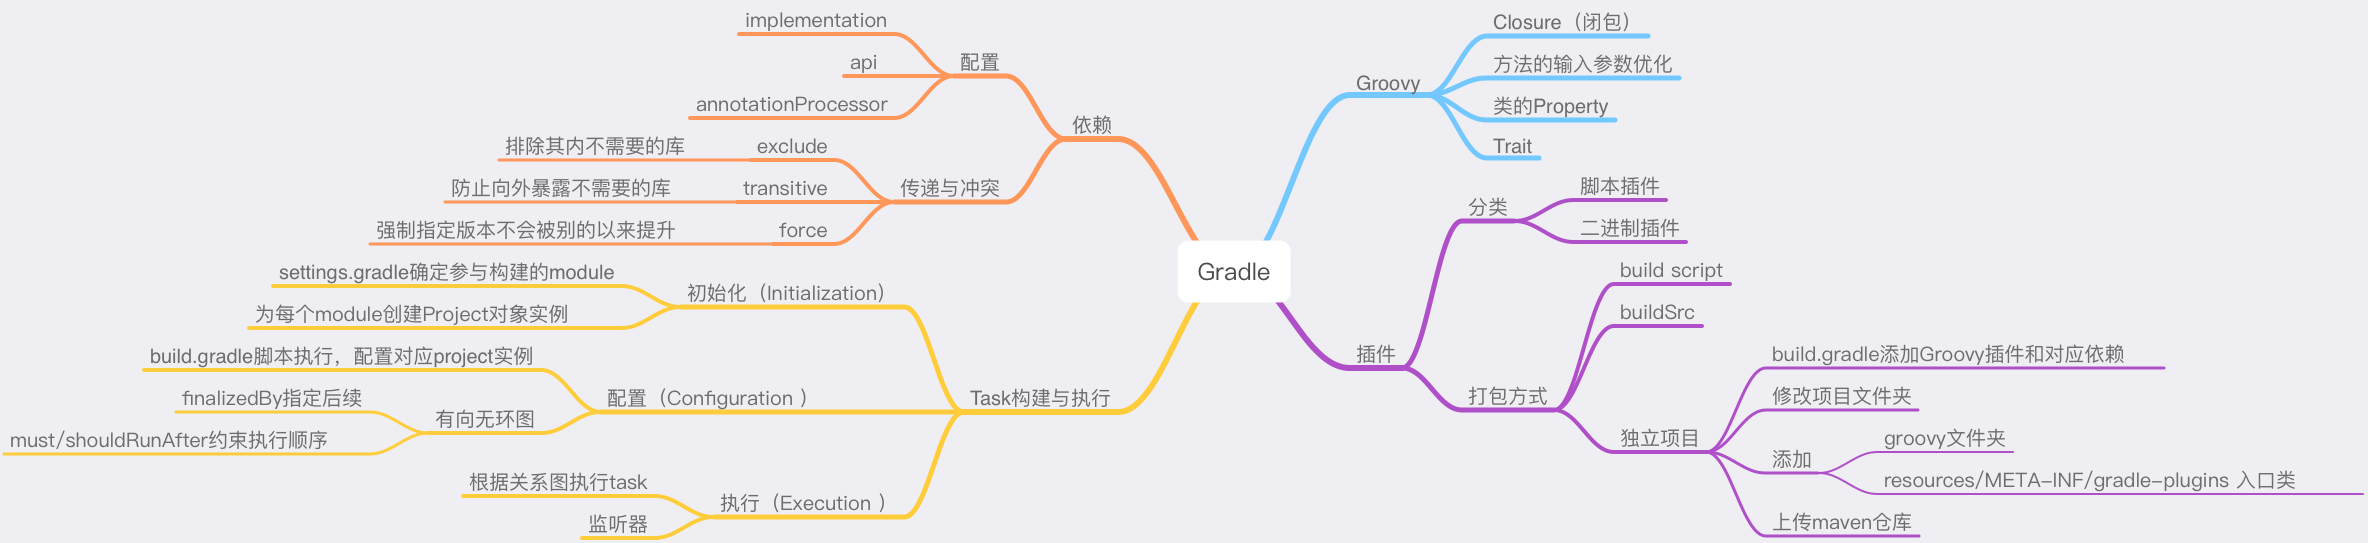 Gradle
Groovy
Closure（闭包）
方法的输入参数优化
类的Property
Trait
插件
分类
脚本插件
二进制插件
打包方式
build script
buildSrc
独立项目
build.gradle添加Groovy插件和对应依赖
修改项目文件夹
添加
groovy文件夹
resources/META-INF/gradle-plugins 入口类
上传maven仓库
依赖
配置
implementation
api
annotationProcessor
传递与冲突
exclude
排除其内不需要的库
transitive
防止向外暴露不需要的库
force
强制指定版本不会被别的以来提升
Task构建与执行
初始化（Initialization）
settings.gradle确定参与构建的module
为每个module创建Project对象实例
配置（Configuration ）
build.gradle脚本执行，配置对应project实例
有向无环图
finalizedBy指定后续
must/shouldRunAfter约束执行顺序
执行（Execution ）
根据关系图执行task
监听器